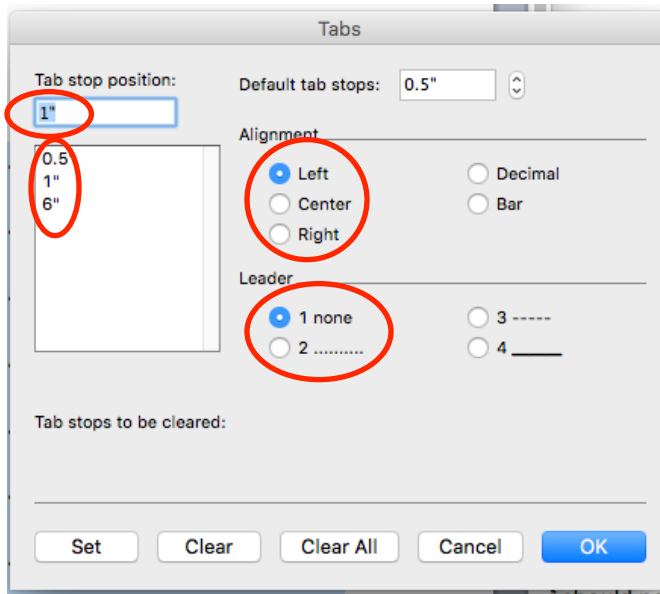 Tabs
Tab stop position:
1"
0.5"
1"
6"
Default tab stops: 0.5"
Alignment
Left
Decimal
Center
Bar
Right
Leader
1 none
3 -----
2 ..........
4 _____
Tab stops to be cleared:
Set Clear Clear All Cancel OK